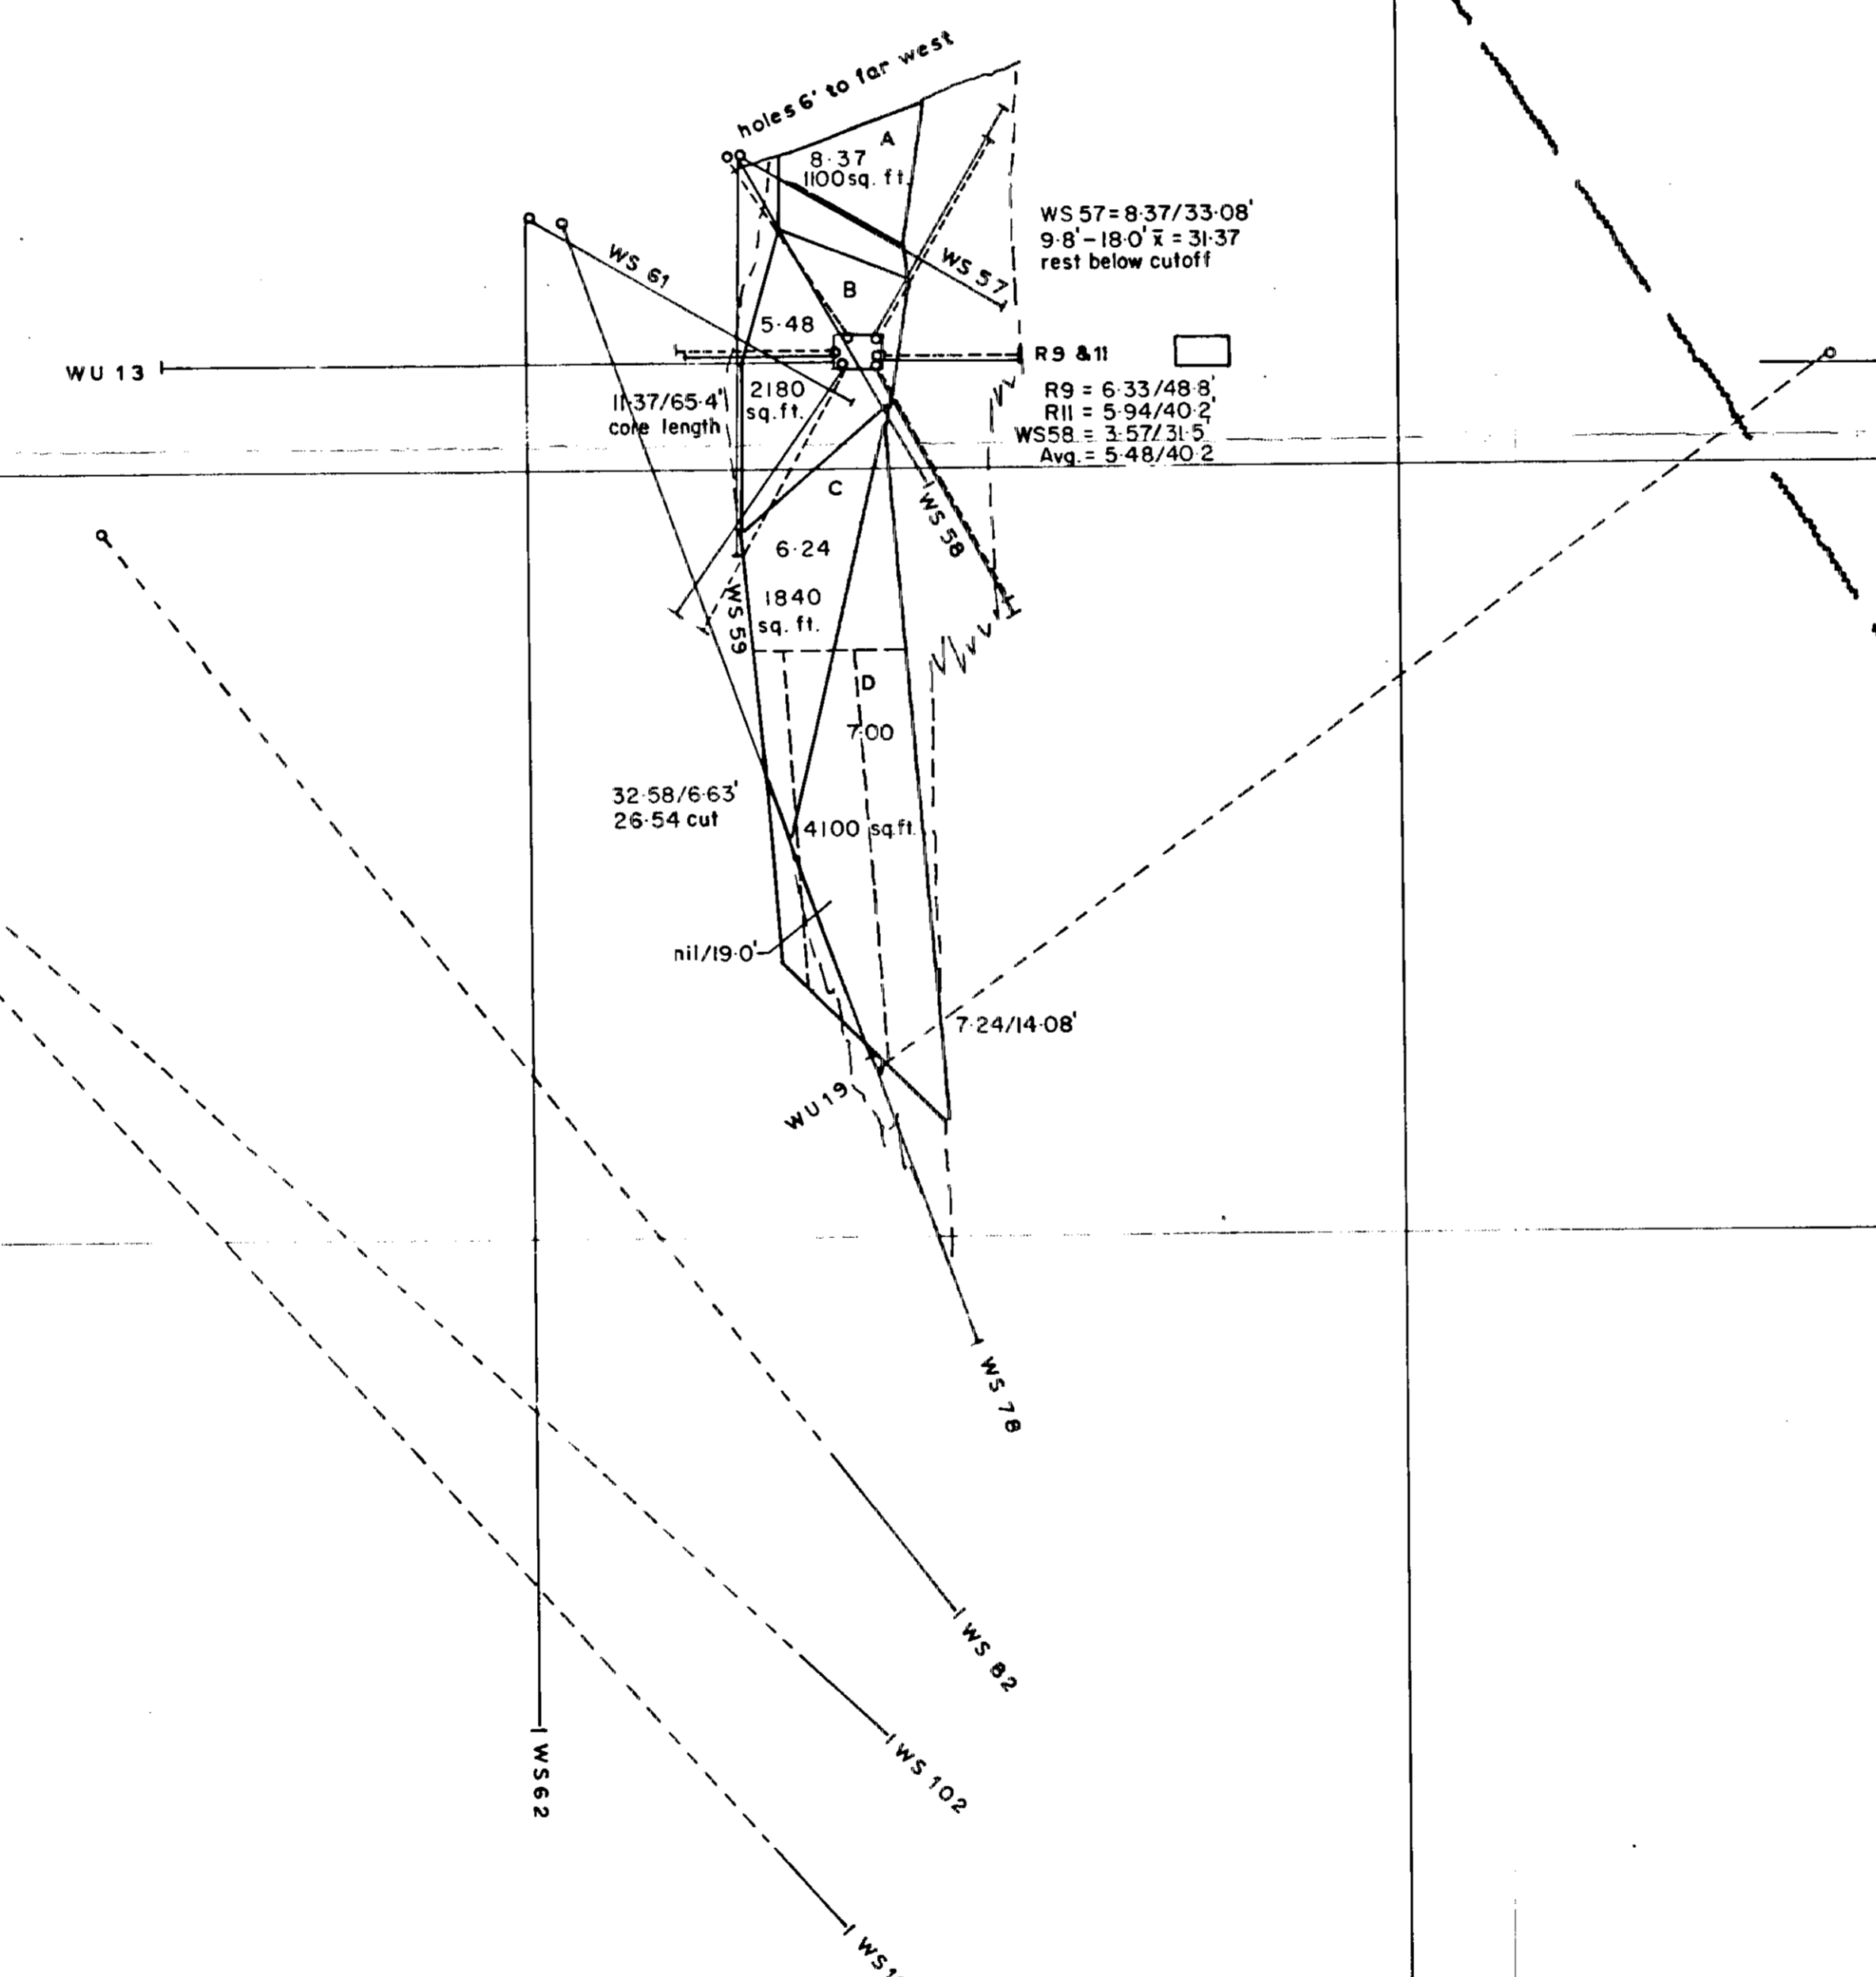 holes 6' to far west
A
8·37
1100 sq. ft.
WS 61
WS 57
WS 57=8·37/33·08'
9·8'-18·0' x̄ = 31·37
rest below cutoff
B
5·48
R9 &11
WU 13
2180
sq.ft.
11·37/65·4'
core length
R9 = 6·33/48·8'
R11 = 5·94/40·2'
WS58 = 3·57/31·5'
Avg. = 5·48/40·2
C
WS 58
6·24
1840
sq. ft.
WS 59
D
7·00
32·58/6·63'
26·54 cut
4100 sq.ft.
nil/19·0'
7·24/14·08'
WU19
WS 78
WS 82
WS 102
WS62